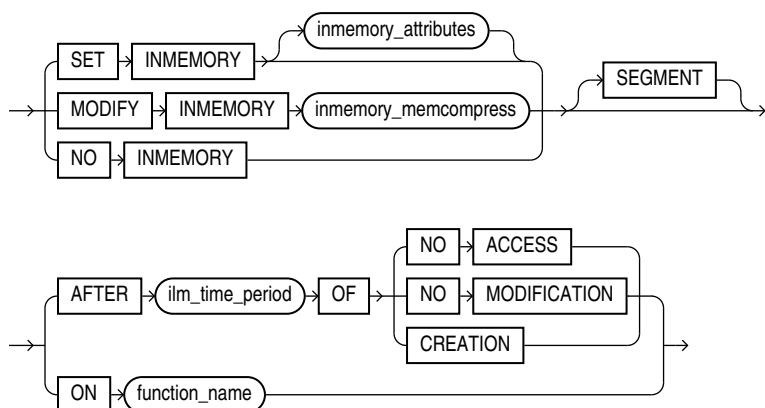 inmemory_attributes
SET INMEMORY
SEGMENT
MODIFY INMEMORY inmemory_memcompress
NO INMEMORY
NO ACCESS
AFTER ilm_time_period OF NO MODIFICATION
CREATION
ON function_name